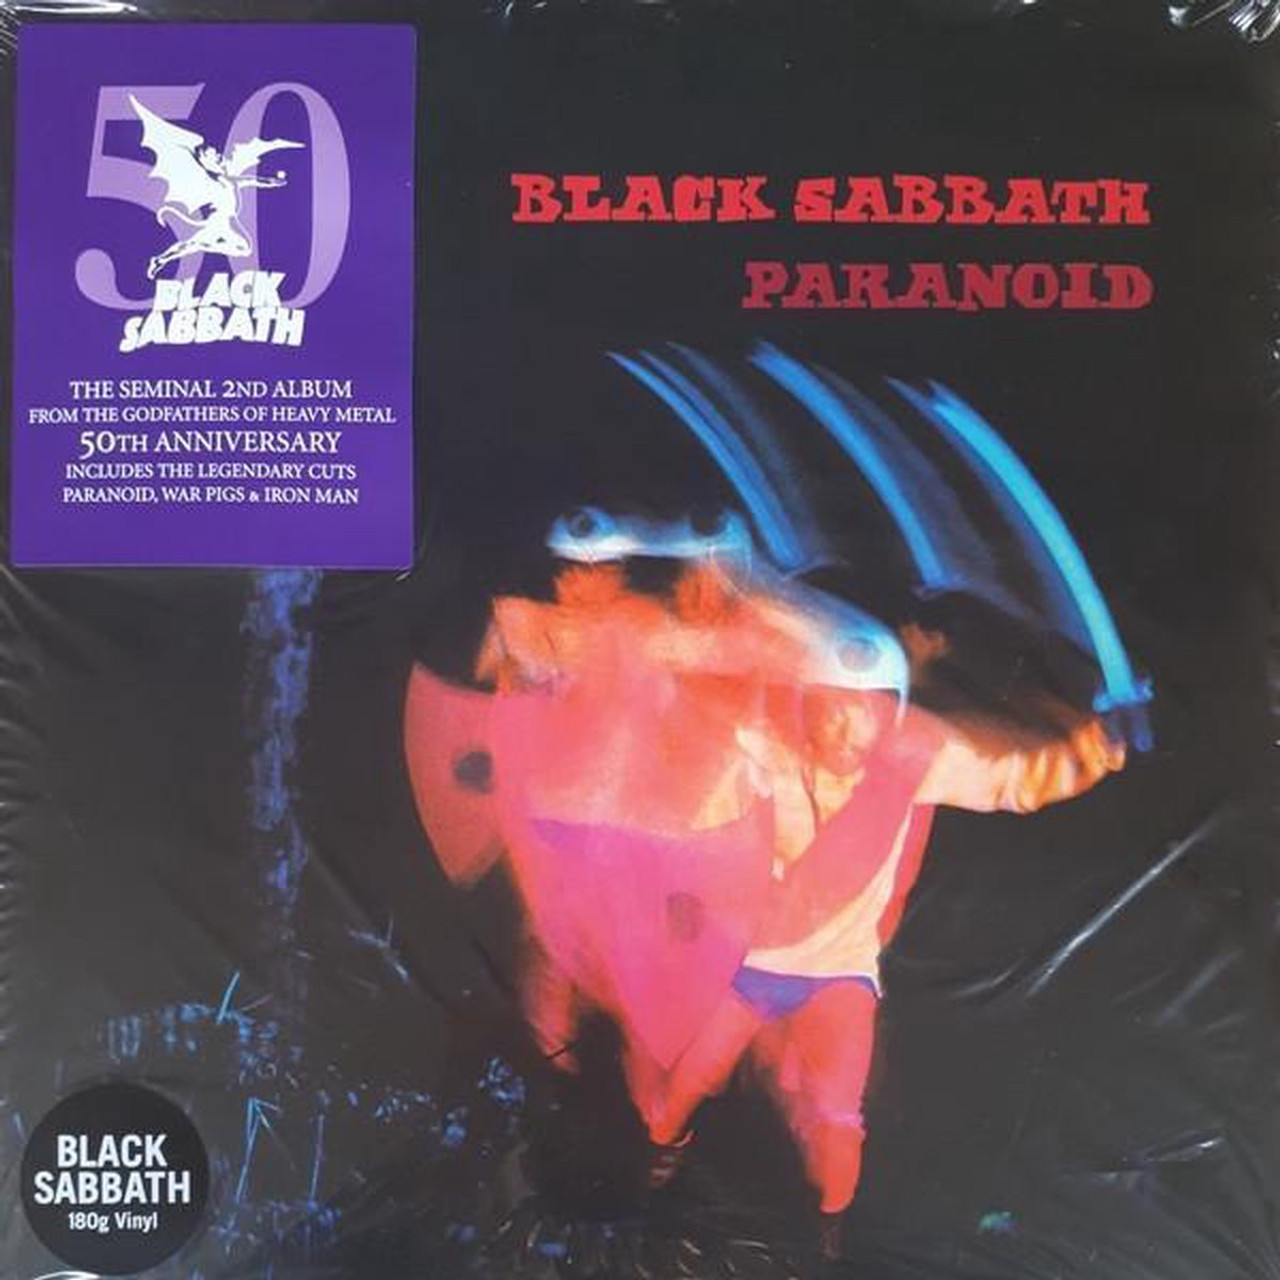 50
BLACK
SABBATH
THE SEMINAL 2ND ALBUM
FROM THE GODFATHERS OF HEAVY METAL
50TH ANNIVERSARY
INCLUDES THE LEGENDARY CUTS
PARANOID, WAR PIGS & IRON MAN
BLACK SABBATH
PARANOID
BLACK
SABBATH
180g Vinyl